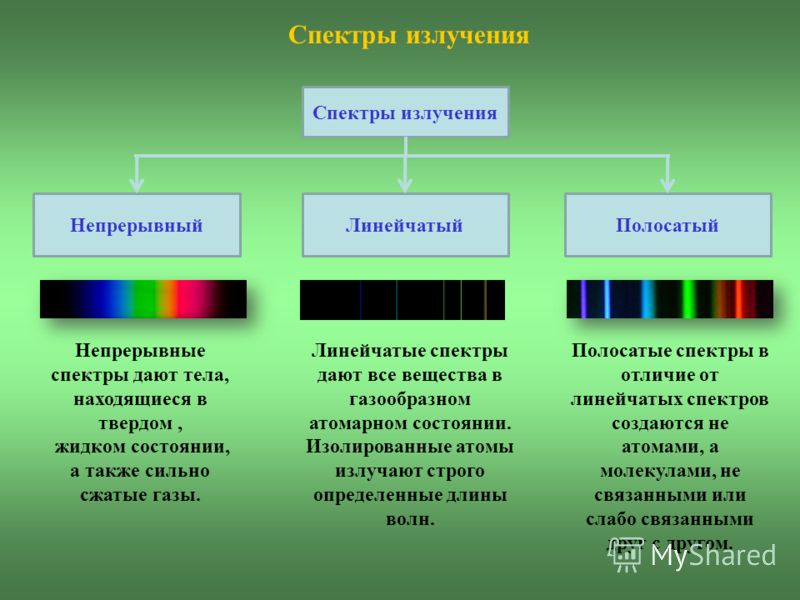 Спектры излучения
Спектры излучения
Непрерывный
Линейчатый
Полосатый
Непрерывные
спектры дают тела,
находящиеся в
твердом ,
жидком состоянии,
а также сильно
сжатые газы.
Линейчатые спектры
дают все вещества в
газообразном
атомарном состоянии.
Изолированные атомы
излучают строго
определенные длины
волн.
Полосатые спектры в
отличие от
линейчатых спектров
создаются не
атомами, а
молекулами, не
связанными или
слабо связанными
друг с другом.
MyShared